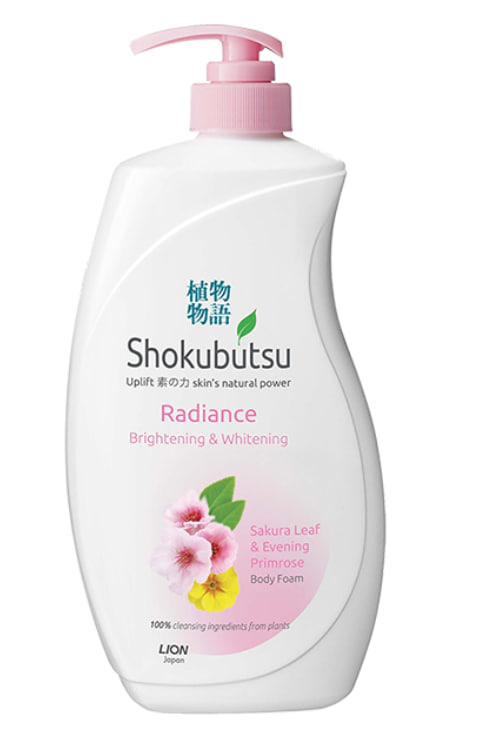 植物
物語
Shokubutsu
Uplift 素の力 skin's natural power
Radiance
Brightening & Whitening
Sakura Leaf
& Evening
Primrose
Body Foam
100% cleansing ingredients from plants
LION
Japan